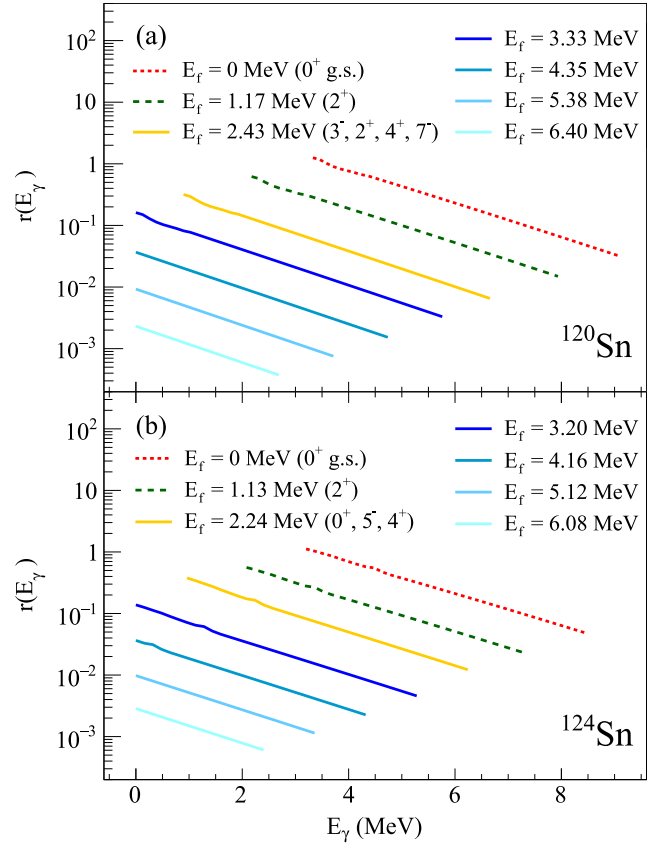 (a)
E_f = 0 MeV (0⁺ g.s.)
E_f = 1.17 MeV (2⁺)
E_f = 2.43 MeV (3⁻, 2⁺, 4⁺, 7⁻)
E_f = 3.33 MeV
E_f = 4.35 MeV
E_f = 5.38 MeV
E_f = 6.40 MeV
10²
10
1
10⁻¹
10⁻²
10⁻³
r(E_γ)
¹²⁰Sn
(b)
E_f = 0 MeV (0⁺ g.s.)
E_f = 1.13 MeV (2⁺)
E_f = 2.24 MeV (0⁺, 5⁻, 4⁺)
E_f = 3.20 MeV
E_f = 4.16 MeV
E_f = 5.12 MeV
E_f = 6.08 MeV
10²
10
1
10⁻¹
10⁻²
10⁻³
r(E_γ)
¹²⁴Sn
0 2 4 6 8
E_γ (MeV)